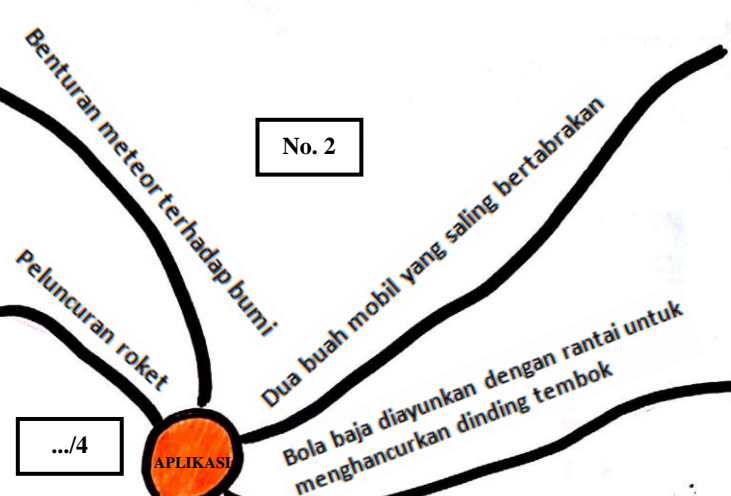 Benturan meteor terhadap bumi
No. 2
Dua buah mobil yang saling bertabrakan
Peluncuran roket
Bola baja diayunkan dengan rantai untuk
menghancurkan dinding tembok
.../4
APLIKASI